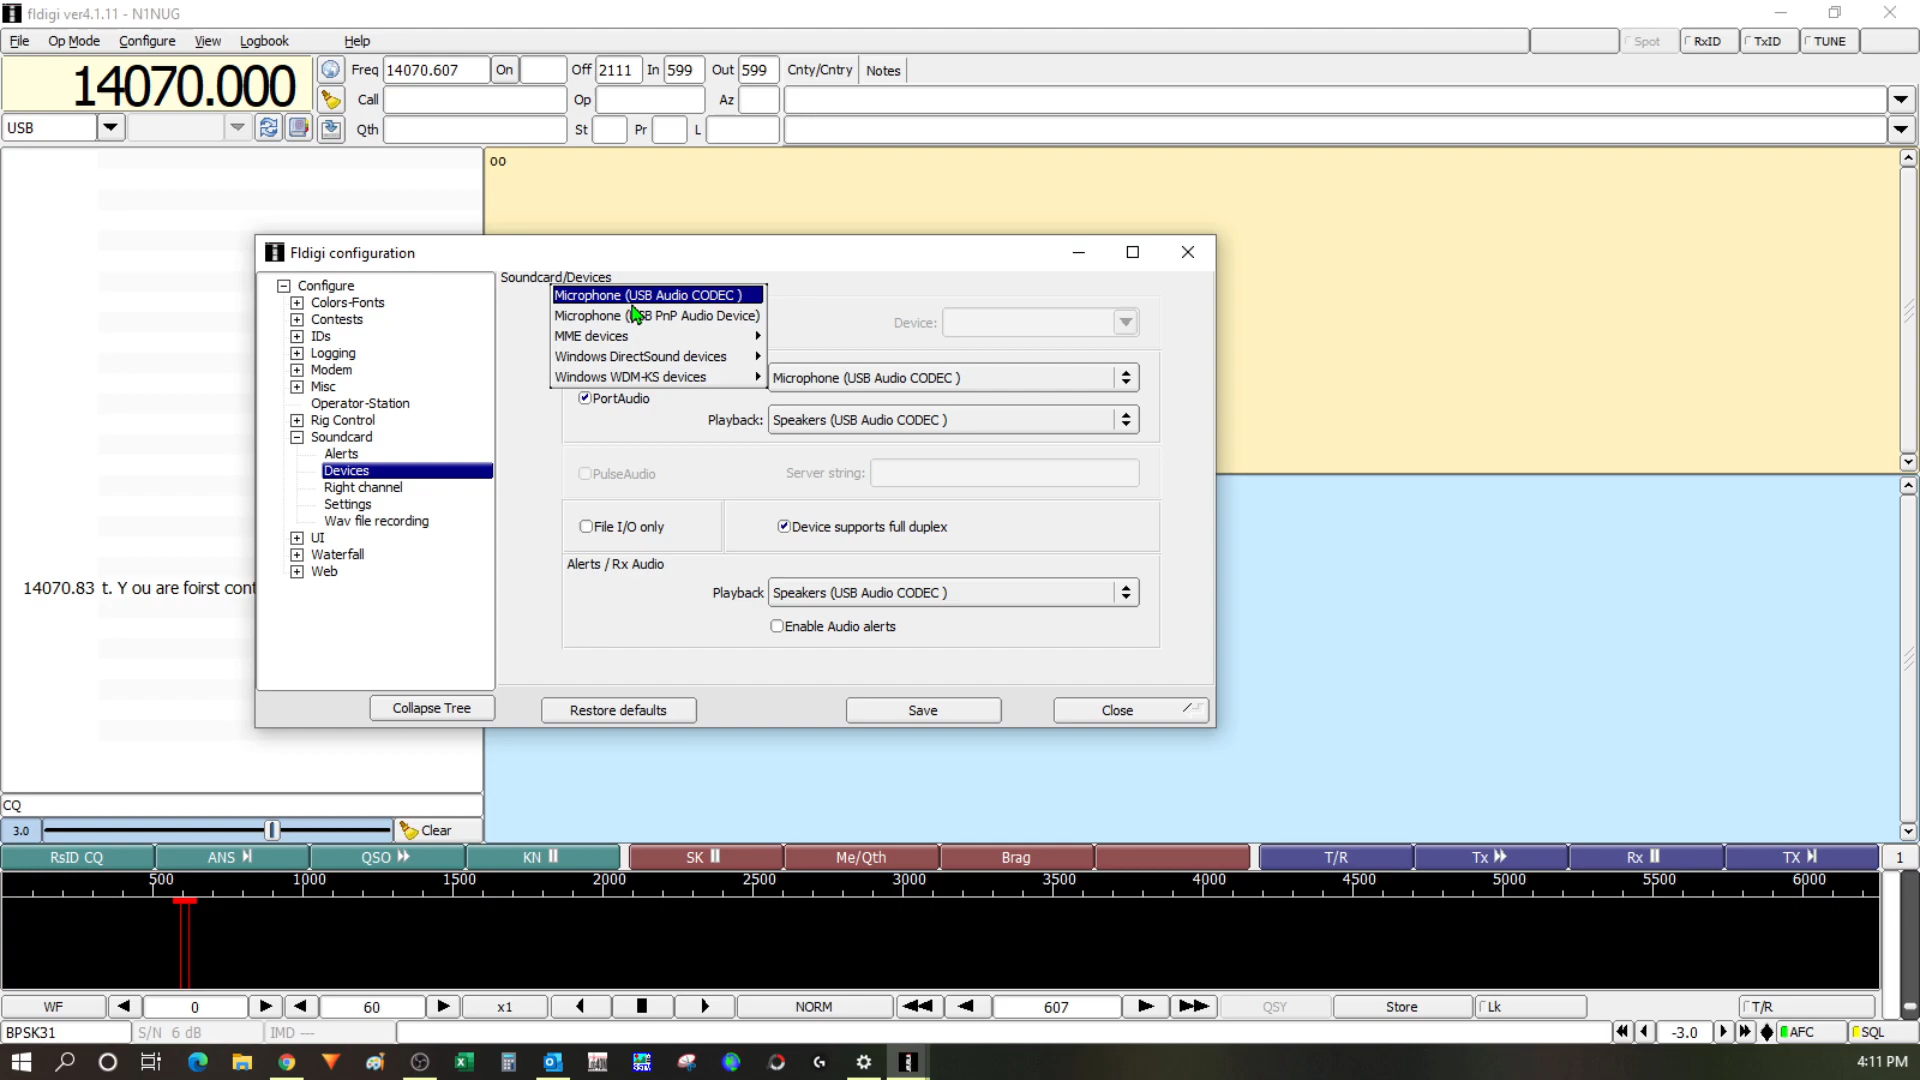 fldigi ver4.1.11 - N1NUG
File Op Mode Configure View Logbook Help Spot RxID TxID TUNE
14070.000 Freq 14070.607 On Off 2111 In 599 Out 599 Cnty/Cntry Notes
Call Op Az
USB Qth St Pr L
oo
Fldigi configuration
Configure
Colors-Fonts
Contests
IDs
Logging
Modem
Misc
Operator-Station
Rig Control
Soundcard
Alerts
Devices
Right channel
Settings
Wav file recording
UI
Waterfall
Web
Collapse Tree
Soundcard/Devices
Microphone (USB Audio CODEC )
Microphone (USB PnP Audio Device)
MME devices
Windows DirectSound devices
Windows WDM-KS devices
Device:
Microphone (USB Audio CODEC )
PortAudio
Playback: Speakers (USB Audio CODEC )
PulseAudio Server string:
File I/O only Device supports full duplex
Alerts / Rx Audio
Playback Speakers (USB Audio CODEC )
Enable Audio alerts
Restore defaults Save Close
14070.83 t. Y ou are foirst cont
CQ
3.0 Clear
RsID CQ ANS QSO KN SK Me/Qth Brag T/R Tx Rx TX 1
500 1000 1500 2000 2500 3000 3500 4000 4500 5000 5500 6000
WF 0 60 x1 NORM 607 QSY Store Lk T/R
BPSK31 S/N 6 dB IMD --- -3.0 AFC SQL
4:11 PM